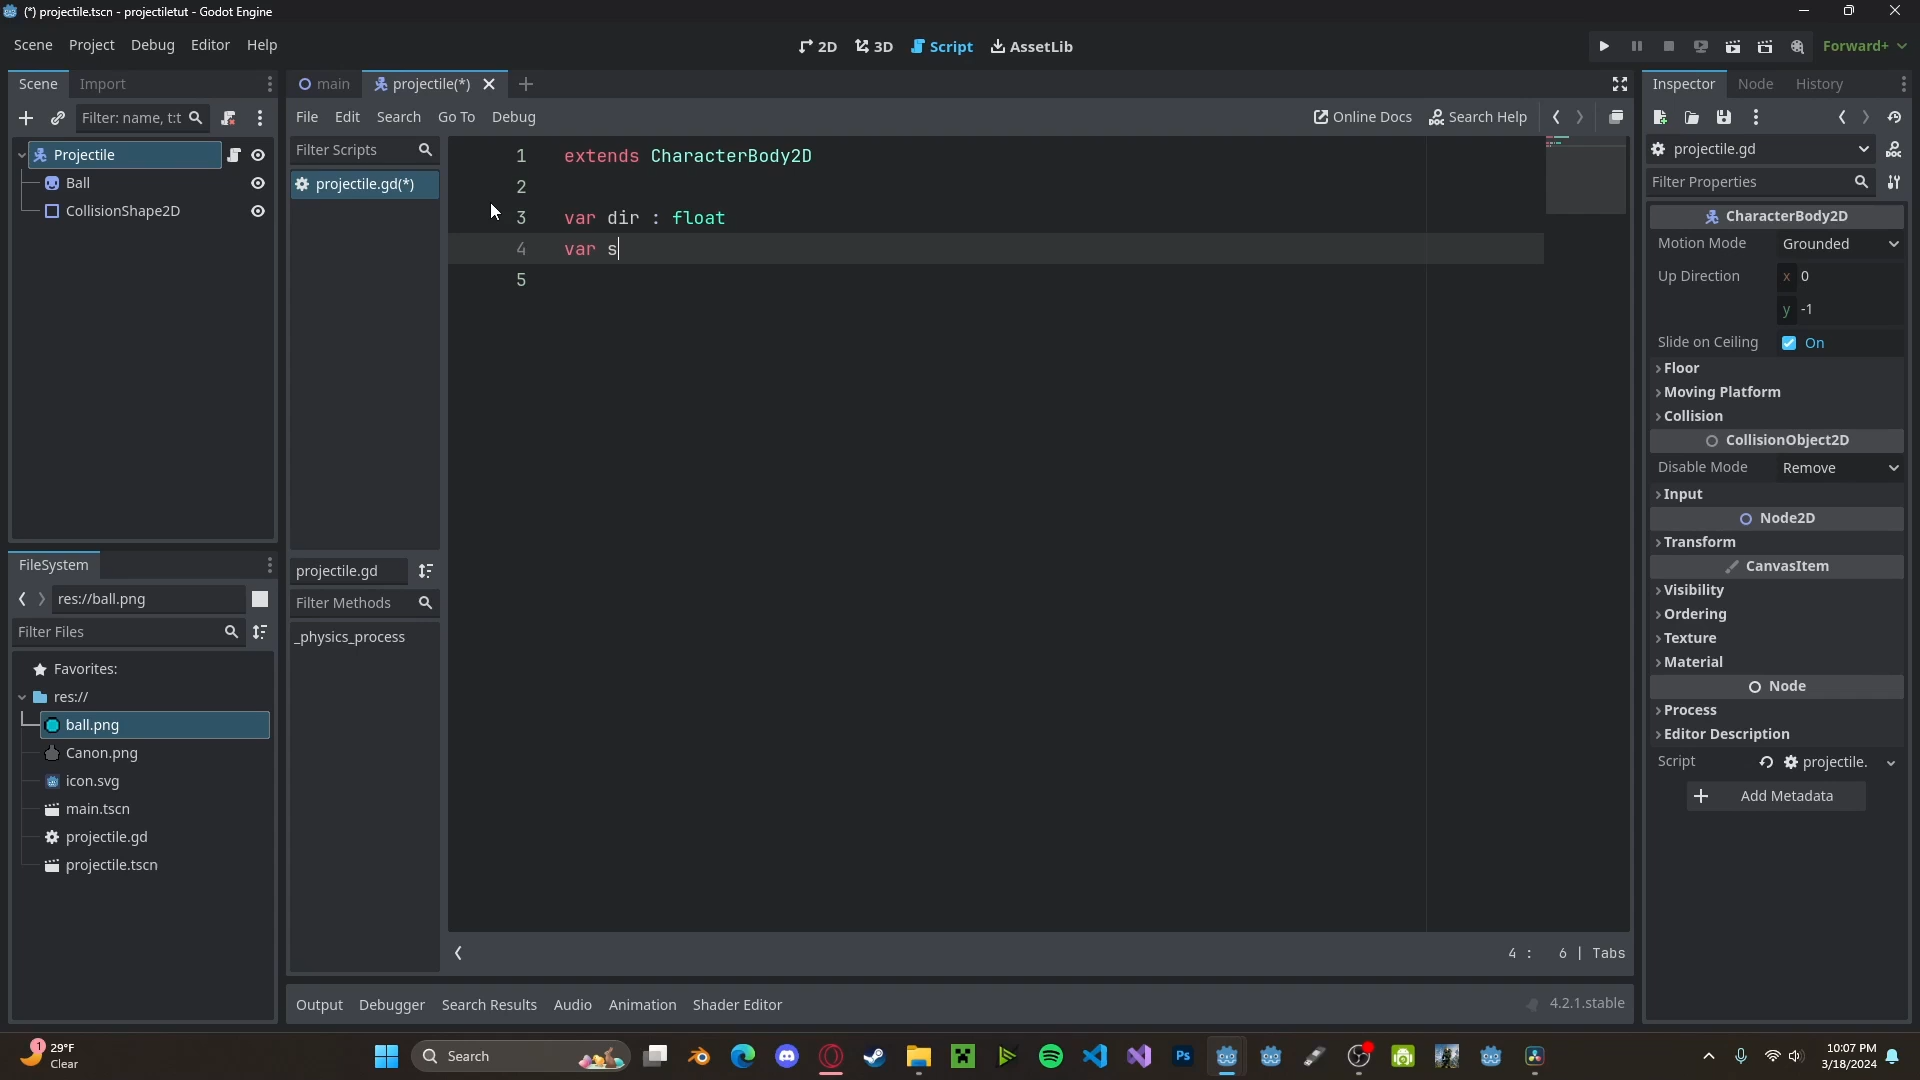 (*) projectile.tscn - projectiletut - Godot Engine
Scene Project Debug Editor Help
2D 3D Script AssetLib
Forward+
Scene Import
Filter: name, t:t
Projectile
Ball
CollisionShape2D
FileSystem
res://ball.png
Filter Files
Favorites:
res://
ball.png
Canon.png
icon.svg
main.tscn
projectile.gd
projectile.tscn
main projectile(*)
File Edit Search Go To Debug
Online Docs Search Help
Filter Scripts
projectile.gd(*)
projectile.gd
Filter Methods
_physics_process
1 extends CharacterBody2D
2
3 var dir : float
4 var s
5
4 : 6 | Tabs
Output Debugger Search Results Audio Animation Shader Editor
4.2.1.stable
Inspector Node History
projectile.gd
Filter Properties
CharacterBody2D
Motion Mode Grounded
Up Direction x 0
y -1
Slide on Ceiling On
Floor
Moving Platform
Collision
CollisionObject2D
Disable Mode Remove
Input
Node2D
Transform
CanvasItem
Visibility
Ordering
Texture
Material
Node
Process
Editor Description
Script projectile.
Add Metadata
1 29°F
Clear
Search
Ps
10:07 PM
3/18/2024